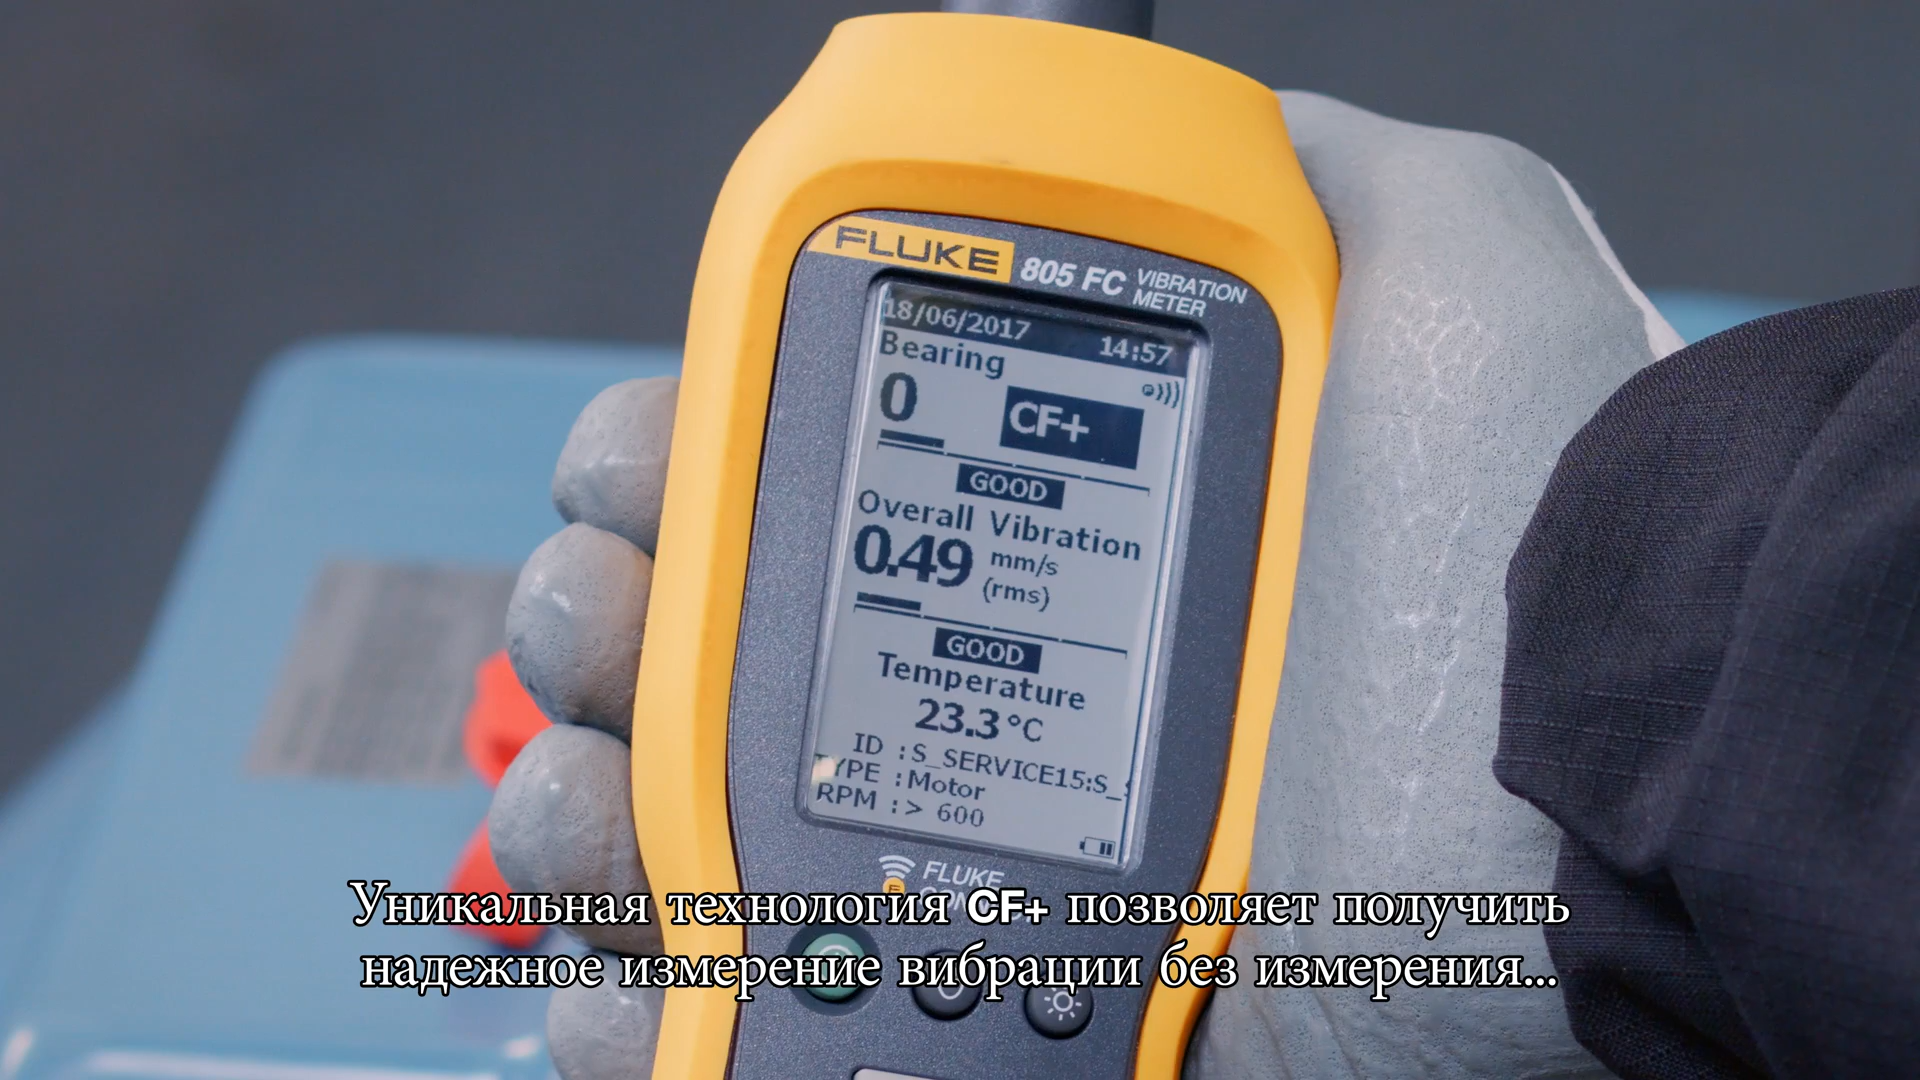 FLUKE 805 FC VIBRATION METER
18/06/2017 14:57
Bearing
0 CF+
GOOD
Overall Vibration
0.49 mm/s (rms)
GOOD
Temperature
23.3 °C
ID :S_SERVICE15:S_
TYPE :Motor
RPM :> 600
FLUKE
Уникальная технология CF+ позволяет получить
надежное измерение вибрации без измерения...